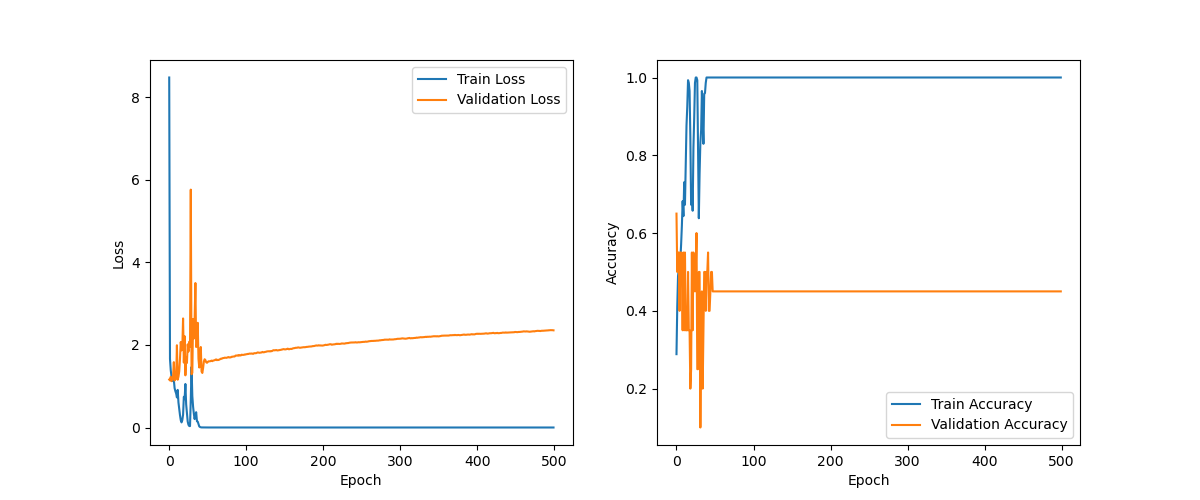 Train Loss
Validation Loss
8
6
4
2
0
Loss
0 100 200 300 400 500
Epoch
1.0
0.8
0.6
0.4
0.2
Accuracy
Train Accuracy
Validation Accuracy
0 100 200 300 400 500
Epoch